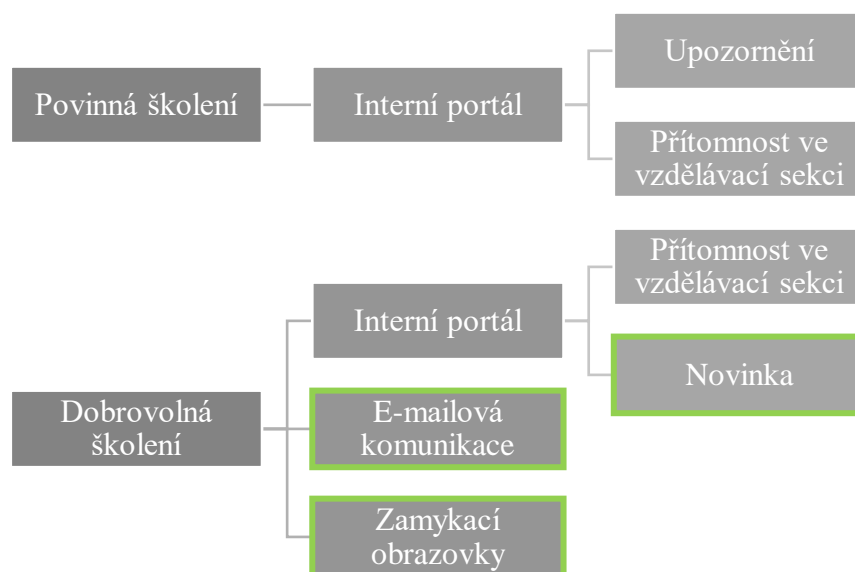 Povinná školení
Interní portál
Upozornění
Přítomnost ve
vzdělávací sekci
Dobrovolná
školení
Interní portál
Přítomnost ve
vzdělávací sekci
Novinka
E-mailová
komunikace
Zamykací
obrazovky